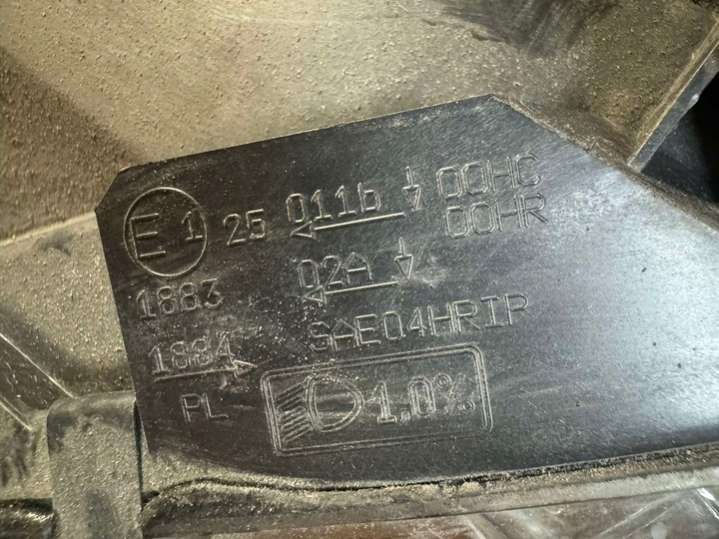 E 1 25 011b 00HC
00HR
1883 02A
1884 SAE04HRIP
PL 1.0%